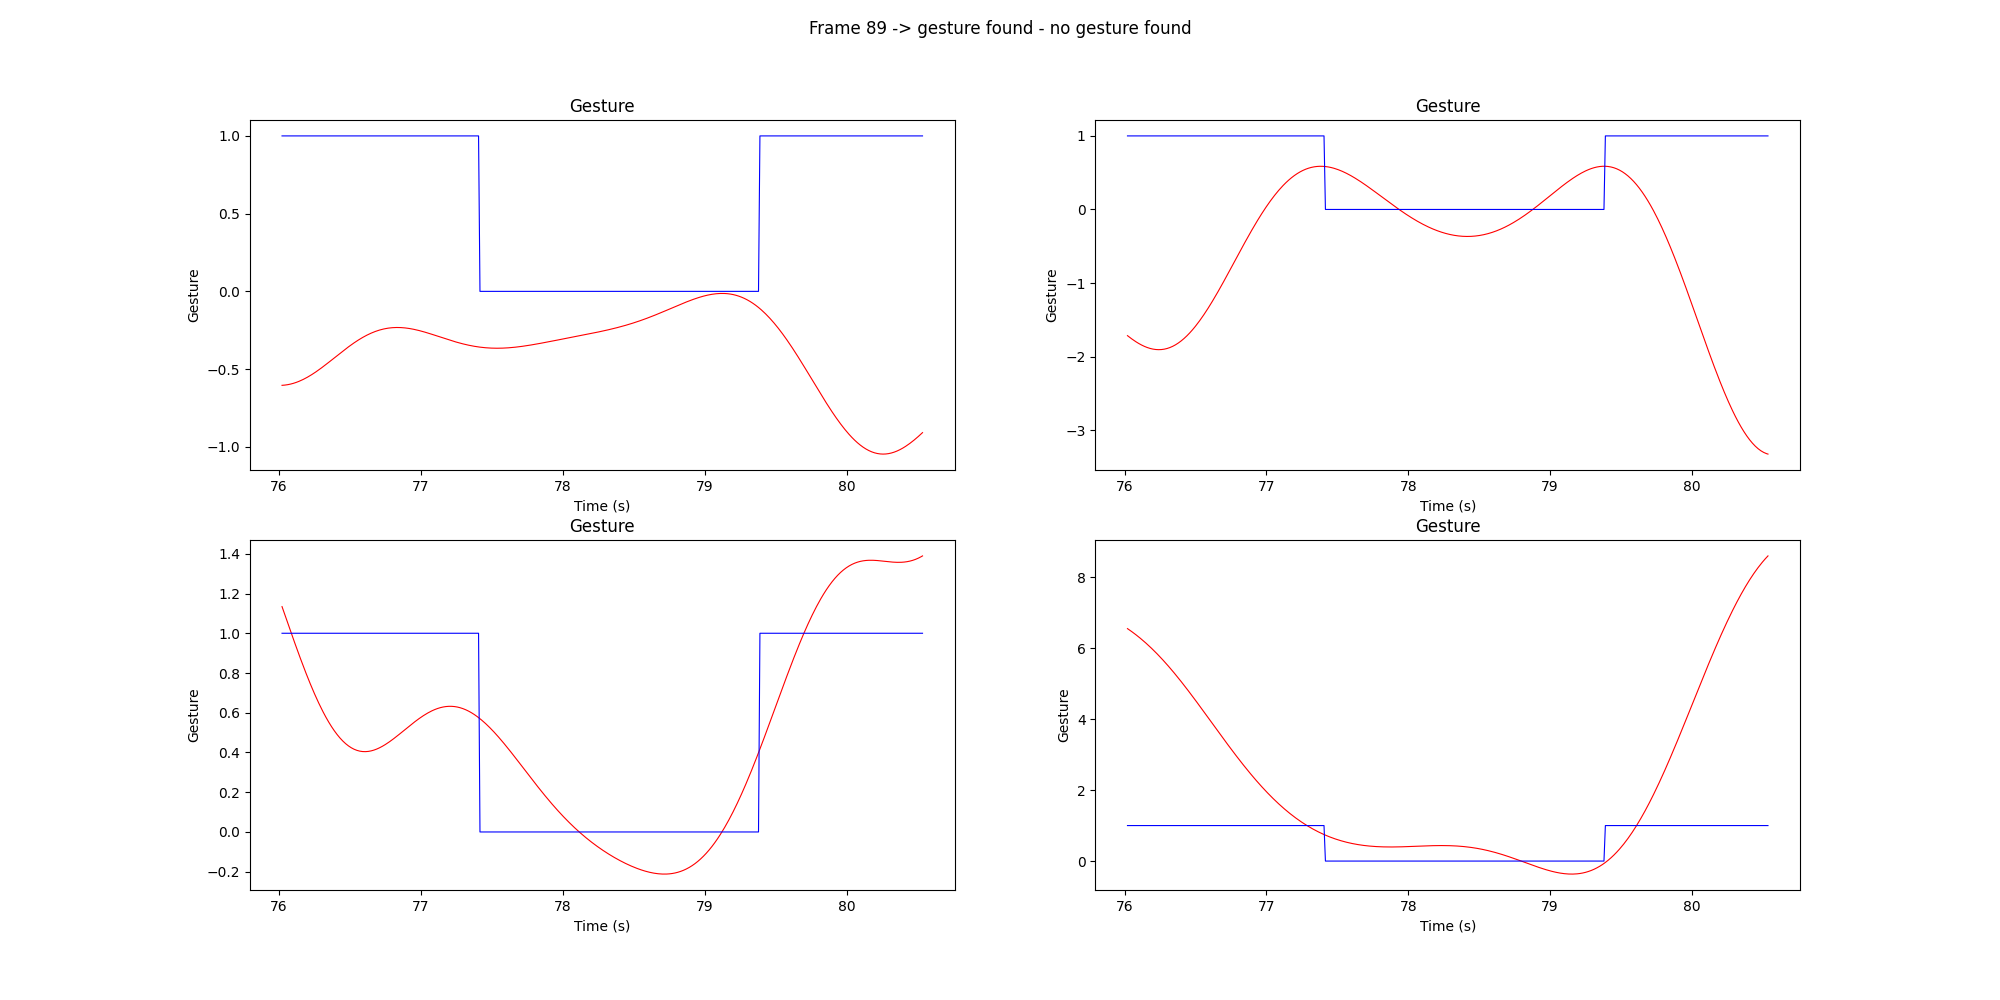 Frame 89 -> gesture found - no gesture found
Gesture
Gesture
1.0
0.5
0.0
−0.5
−1.0
76 77 78 79 80
Time (s)
Gesture
Gesture
1
0
−1
−2
−3
76 77 78 79 80
Time (s)
Gesture
Gesture
1.4
1.2
1.0
0.8
0.6
0.4
0.2
0.0
−0.2
76 77 78 79 80
Time (s)
Gesture
Gesture
8
6
4
2
0
76 77 78 79 80
Time (s)